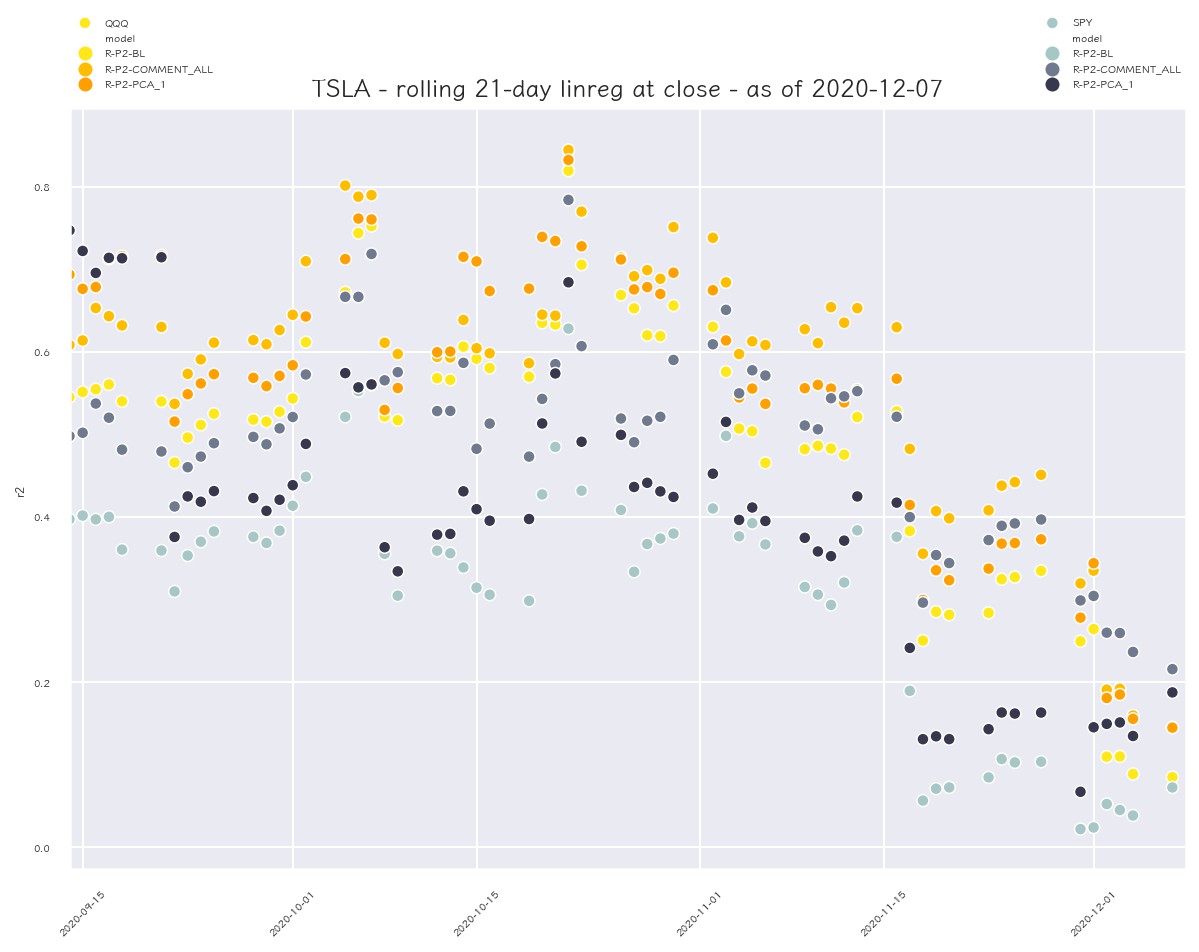 QQQ
model
R-P2-BL
R-P2-COMMENT_ALL
R-P2-PCA_1
SPY
model
R-P2-BL
R-P2-COMMENT_ALL
R-P2-PCA_1
TSLA - rolling 21-day linreg at close - as of 2020-12-07
r2
0.8
0.6
0.4
0.2
0.0
2020-09-15
2020-10-01
2020-10-15
2020-11-01
2020-11-15
2020-12-01